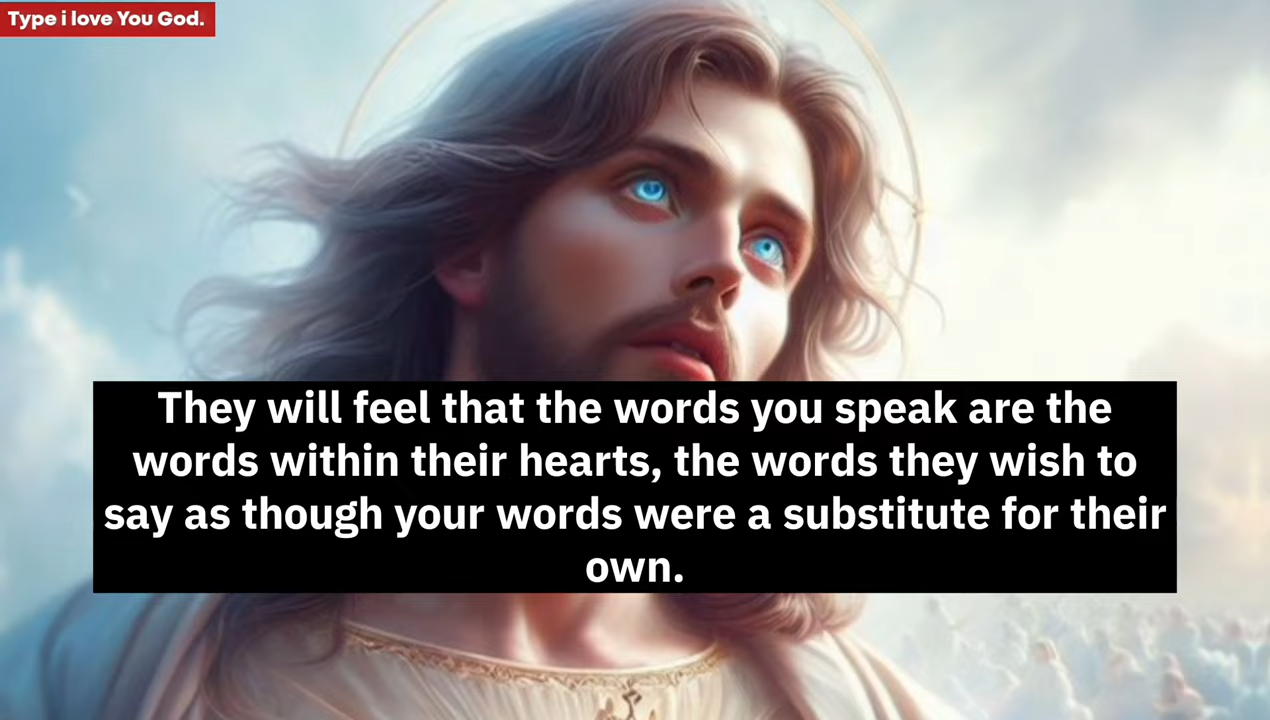 Type i love You God.
They will feel that the words you speak are the
words within their hearts, the words they wish to
say as though your words were a substitute for their
own.